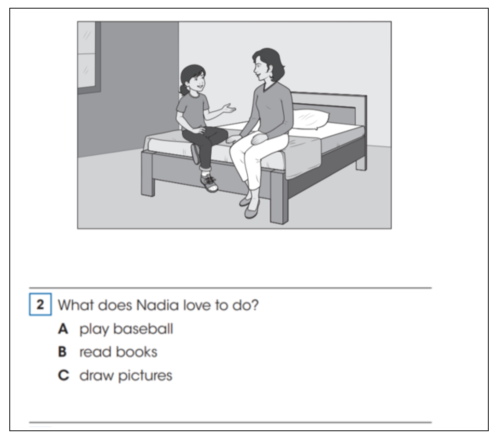 2 What does Nadia love to do?
A play baseball
B read books
C draw pictures